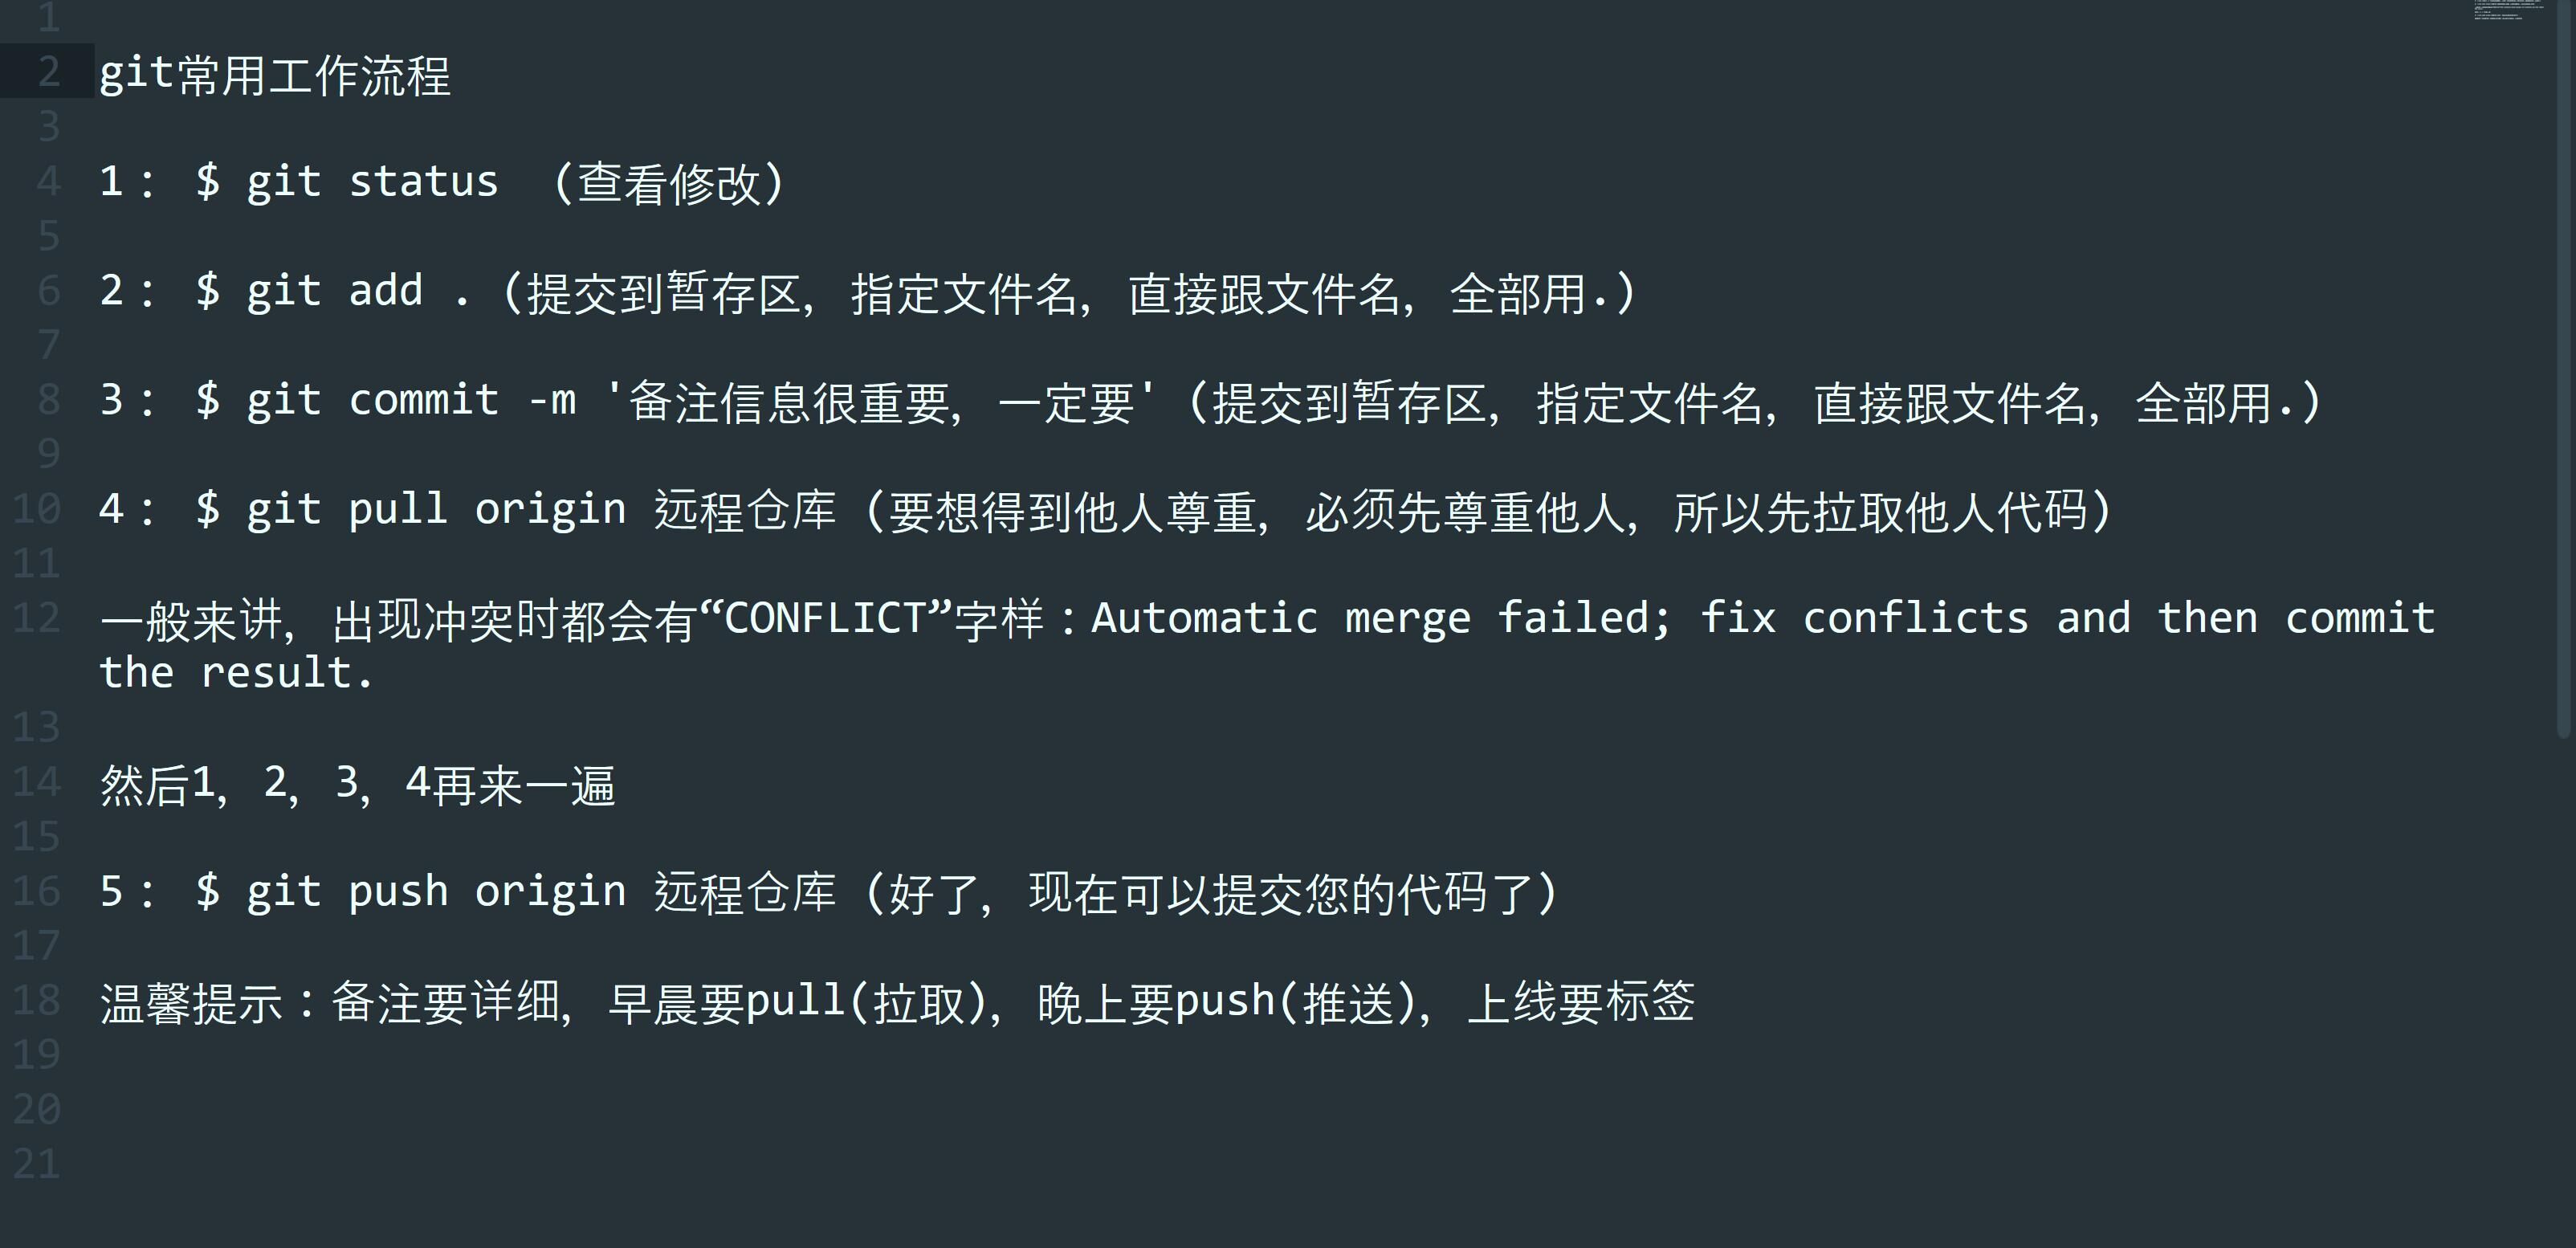 1
2 git常用工作流程
3
4 1： $ git status （查看修改）
5
6 2： $ git add .（提交到暂存区，指定文件名，直接跟文件名，全部用.）
7
8 3： $ git commit -m '备注信息很重要，一定要'（提交到暂存区，指定文件名，直接跟文件名，全部用.）
9
10 4： $ git pull origin 远程仓库（要想得到他人尊重，必须先尊重他人，所以先拉取他人代码）
11
12 一般来讲，出现冲突时都会有“CONFLICT”字样：Automatic merge failed; fix conflicts and then commit
the result.
13
14 然后1，2，3，4再来一遍
15
16 5： $ git push origin 远程仓库（好了，现在可以提交您的代码了）
17
18 温馨提示：备注要详细，早晨要pull(拉取)，晚上要push(推送)，上线要标签
19
20
21